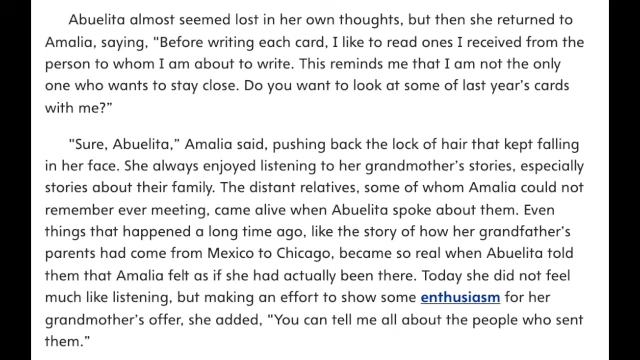 Abuelita almost seemed lost in her own thoughts, but then she returned to
Amalia, saying, "Before writing each card, I like to read ones I received from the
person to whom I am about to write. This reminds me that I am not the only
one who wants to stay close. Do you want to look at some of last year's cards
with me?"
"Sure, Abuelita," Amalia said, pushing back the lock of hair that kept falling
in her face. She always enjoyed listening to her grandmother's stories, especially
stories about their family. The distant relatives, some of whom Amalia could not
remember ever meeting, came alive when Abuelita spoke about them. Even
things that happened a long time ago, like the story of how her grandfather's
parents had come from Mexico to Chicago, became so real when Abuelita told
them that Amalia felt as if she had actually been there. Today she did not feel
much like listening, but making an effort to show some enthusiasm for her
grandmother's offer, she added, "You can tell me all about the people who sent
them."